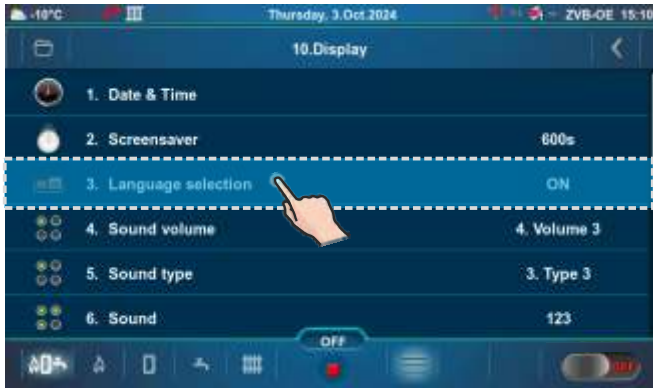 -10°C Thursday, 3.Oct.2024 ZVB-OE 15:10
10.Display
1. Date & Time
2. Screensaver 600s
3. Language selection ON
4. Sound volume 4. Volume 3
5. Sound type 3. Type 3
6. Sound 123
OFF
OFF